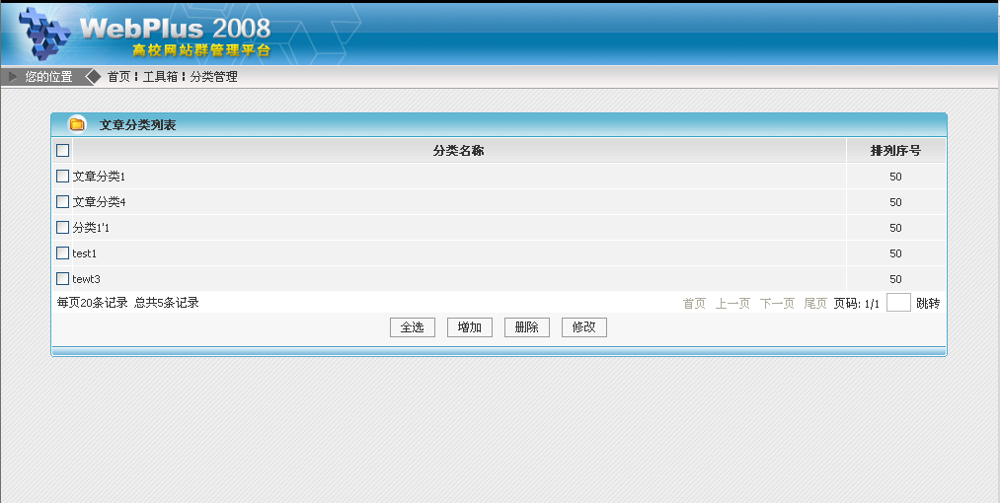 WebPlus 2008
高校网站群管理平台
您的位置 首页 工具箱 分类管理
文章分类列表
分类名称 排列序号
文章分类1 50
文章分类4 50
分类1'1 50
test1 50
tewt3 50
每页20条记录 总共5条记录 首页 上一页 下一页 尾页 页码: 1/1 跳转
全选 增加 删除 修改